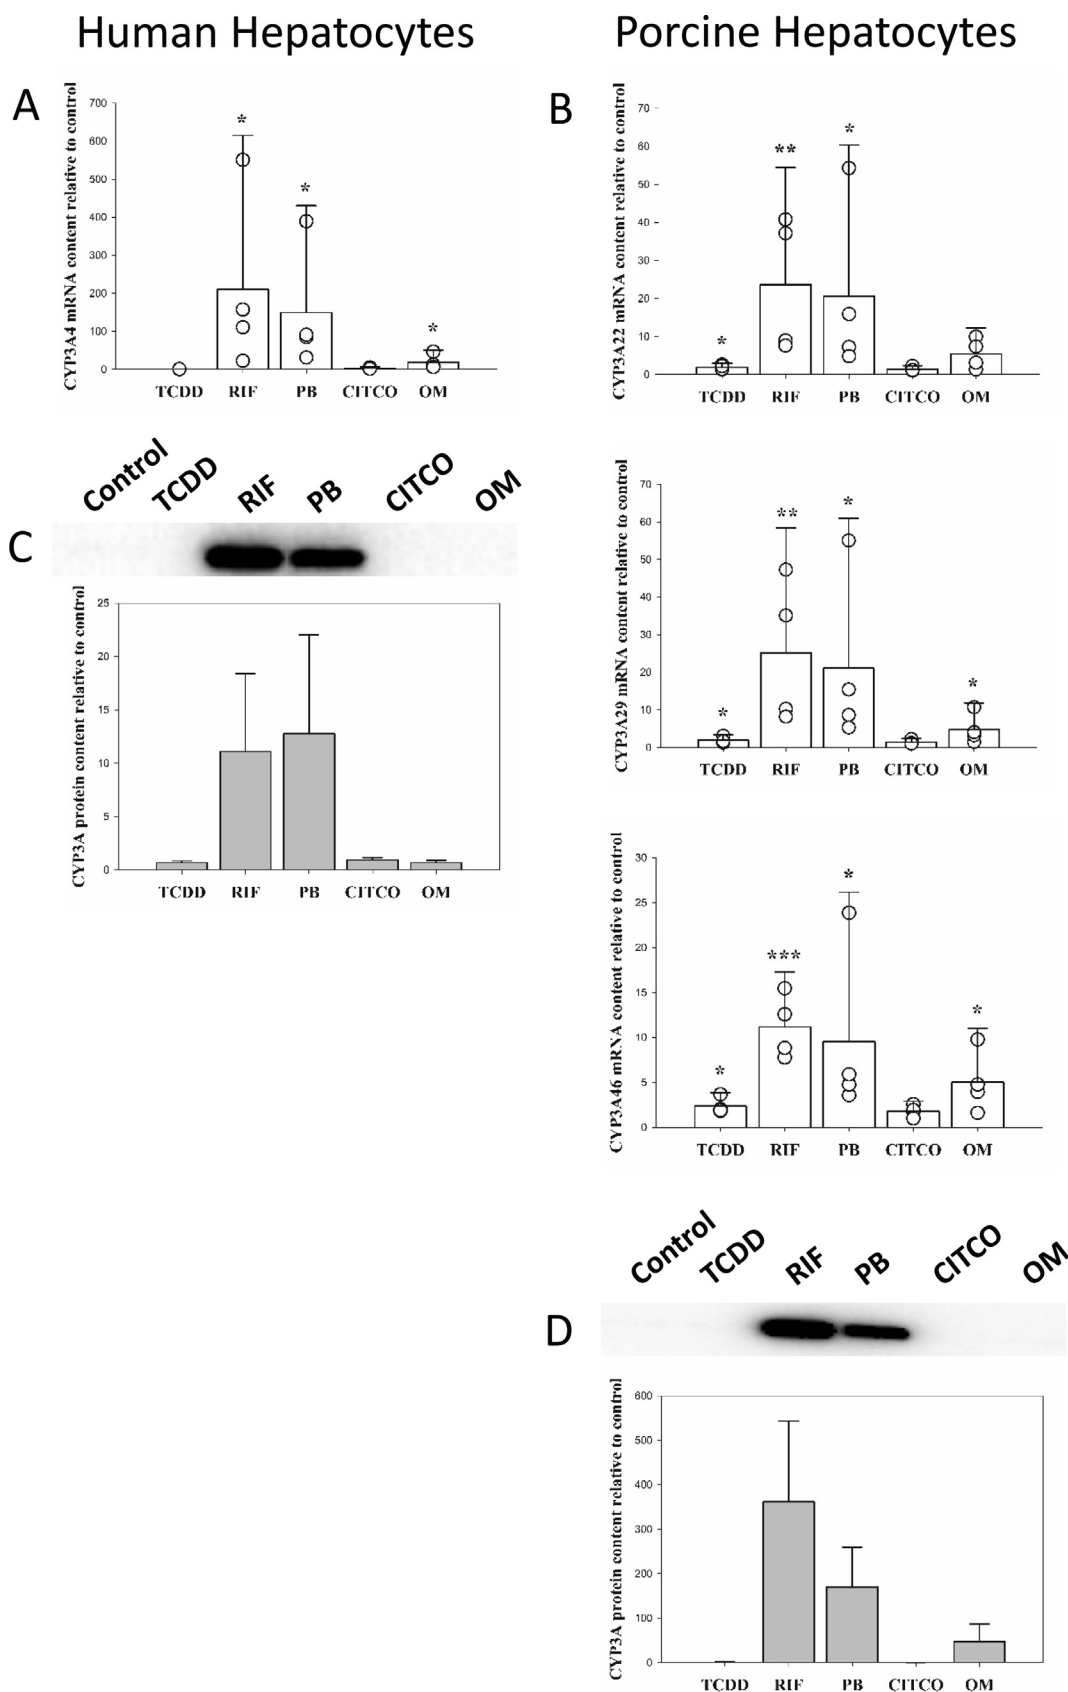 Human Hepatocytes
Porcine Hepatocytes
A
CYP3A4 mRNA content relative to control
700
600
500
400
300
200
100
0
*
*
*
TCDD RIF PB CITCO OM
B
CYP3A22 mRNA content relative to control
70
60
50
40
30
20
10
0
*
**
*
TCDD RIF PB CITCO OM
CYP3A29 mRNA content relative to control
70
60
50
40
30
20
10
0
*
**
*
*
TCDD RIF PB CITCO OM
CYP3A46 mRNA content relative to control
30
25
20
15
10
5
0
*
***
*
*
TCDD RIF PB CITCO OM
C
Control TCDD RIF PB CITCO OM
CYP3A protein content relative to control
25
20
15
10
5
0
TCDD RIF PB CITCO OM
D
Control TCDD RIF PB CITCO OM
CYP3A protein content relative to control
600
500
400
300
200
100
0
TCDD RIF PB CITCO OM